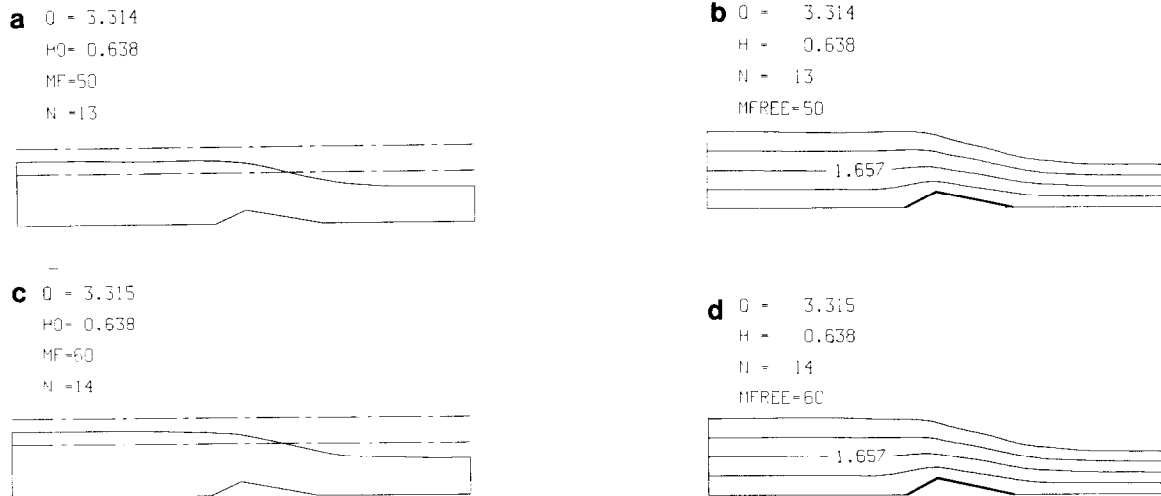 a Q = 3.314
HO= 0.638
MF=50
N =13
b Q = 3.314
H = 0.638
N = 13
MFREE=50
1.657
c Q = 3.315
HO= 0.638
MF=60
N =14
d Q = 3.315
H = 0.638
N = 14
MFREE=60
1.657